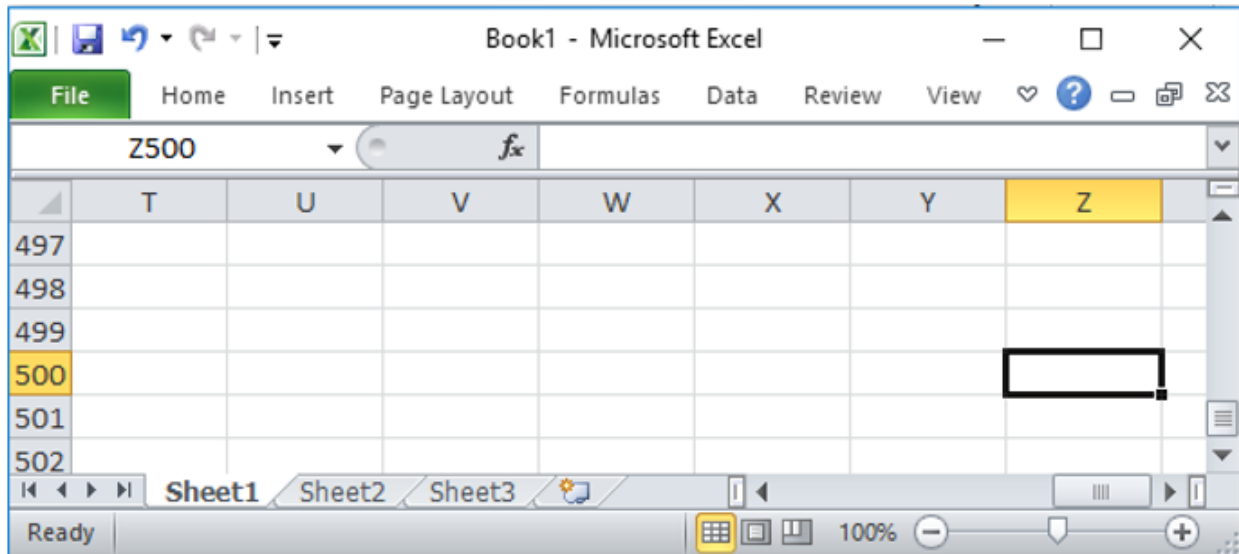 Book1 - Microsoft Excel
File Home Insert Page Layout Formulas Data Review View
Z500 fx
T U V W X Y Z
497
498
499
500
501
502
Sheet1 Sheet2 Sheet3
Ready 100%